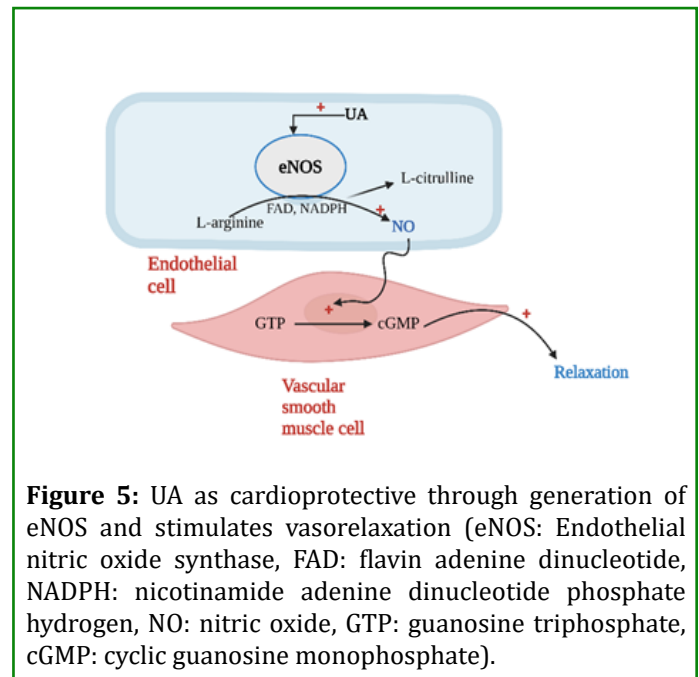 +
UA
eNOS
L-citrulline
FAD, NADPH
+
L-arginine
NO
Endothelial
cell
+
GTP
cGMP
+
Relaxation
Vascular
smooth
muscle cell
Figure 5: UA as cardioprotective through generation of
eNOS and stimulates vasorelaxation (eNOS: Endothelial
nitric oxide synthase, FAD: flavin adenine dinucleotide,
NADPH: nicotinamide adenine dinucleotide phosphate
hydrogen, NO: nitric oxide, GTP: guanosine triphosphate,
cGMP: cyclic guanosine monophosphate).